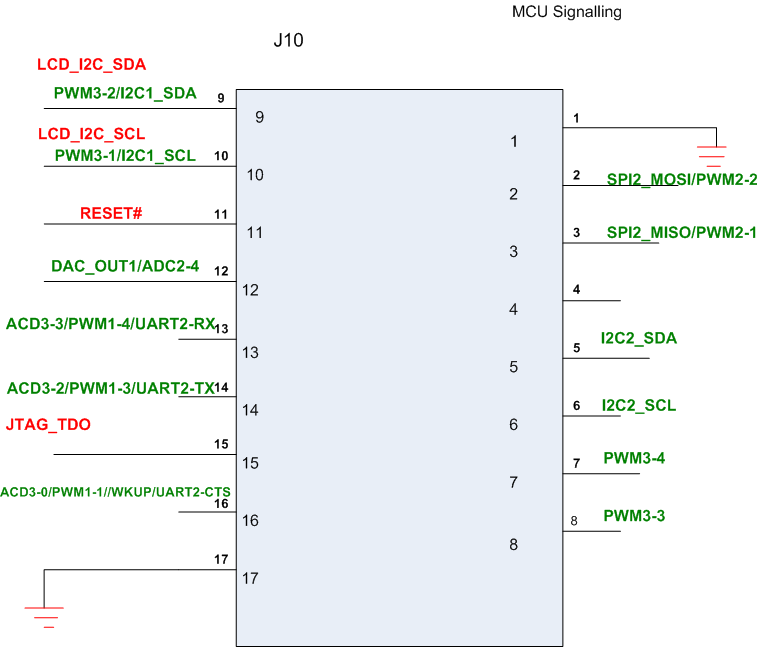 MCU Signalling
J10
LCD_I2C_SDA
PWM3-2/I2C1_SDA
9
9
LCD_I2C_SCL
PWM3-1/I2C1_SCL
10
10
RESET#
11
11
DAC_OUT1/ADC2-4
12
12
ACD3-3/PWM1-4/UART2-RX
13
13
ACD3-2/PWM1-3/UART2-TX
14
14
JTAG_TDO
15
15
ACD3-0/PWM1-1//WKUP/UART2-CTS
16
16
17
17
1
1
2
SPI2_MOSI/PWM2-2
2
3
SPI2_MISO/PWM2-1
3
4
4
5
I2C2_SDA
5
6
I2C2_SCL
6
7
PWM3-4
7
8
PWM3-3
8